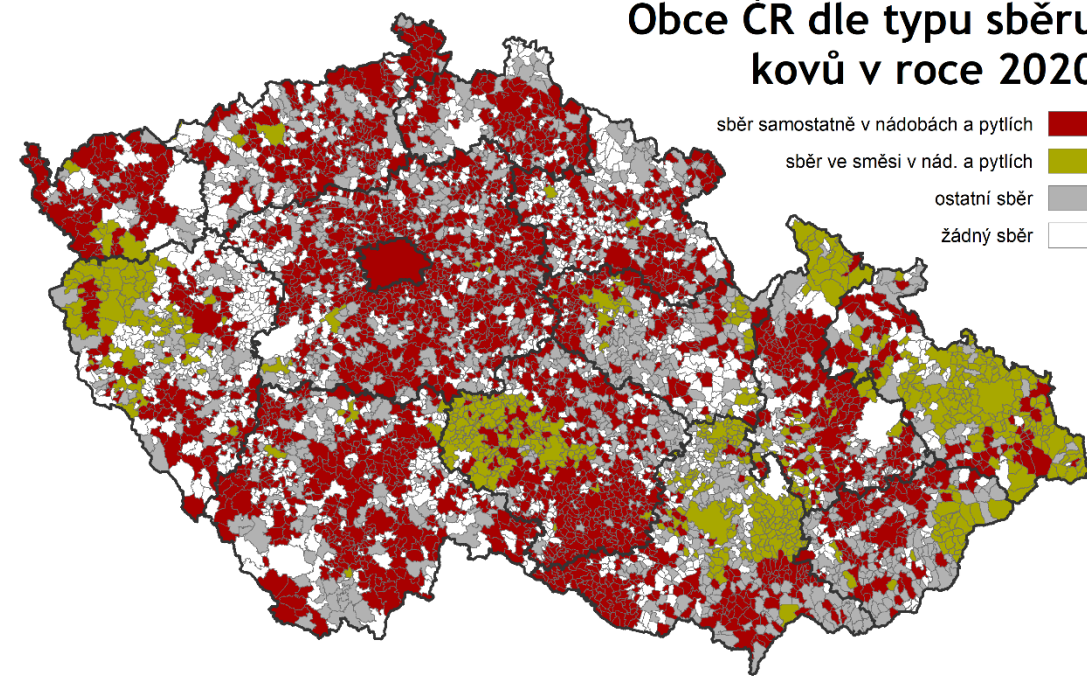 Obce ČR dle typu sběru
kovů v roce 2020
sběr samostatně v nádobách a pytlích
sběr ve směsi v nád. a pytlích
ostatní sběr
žádný sběr